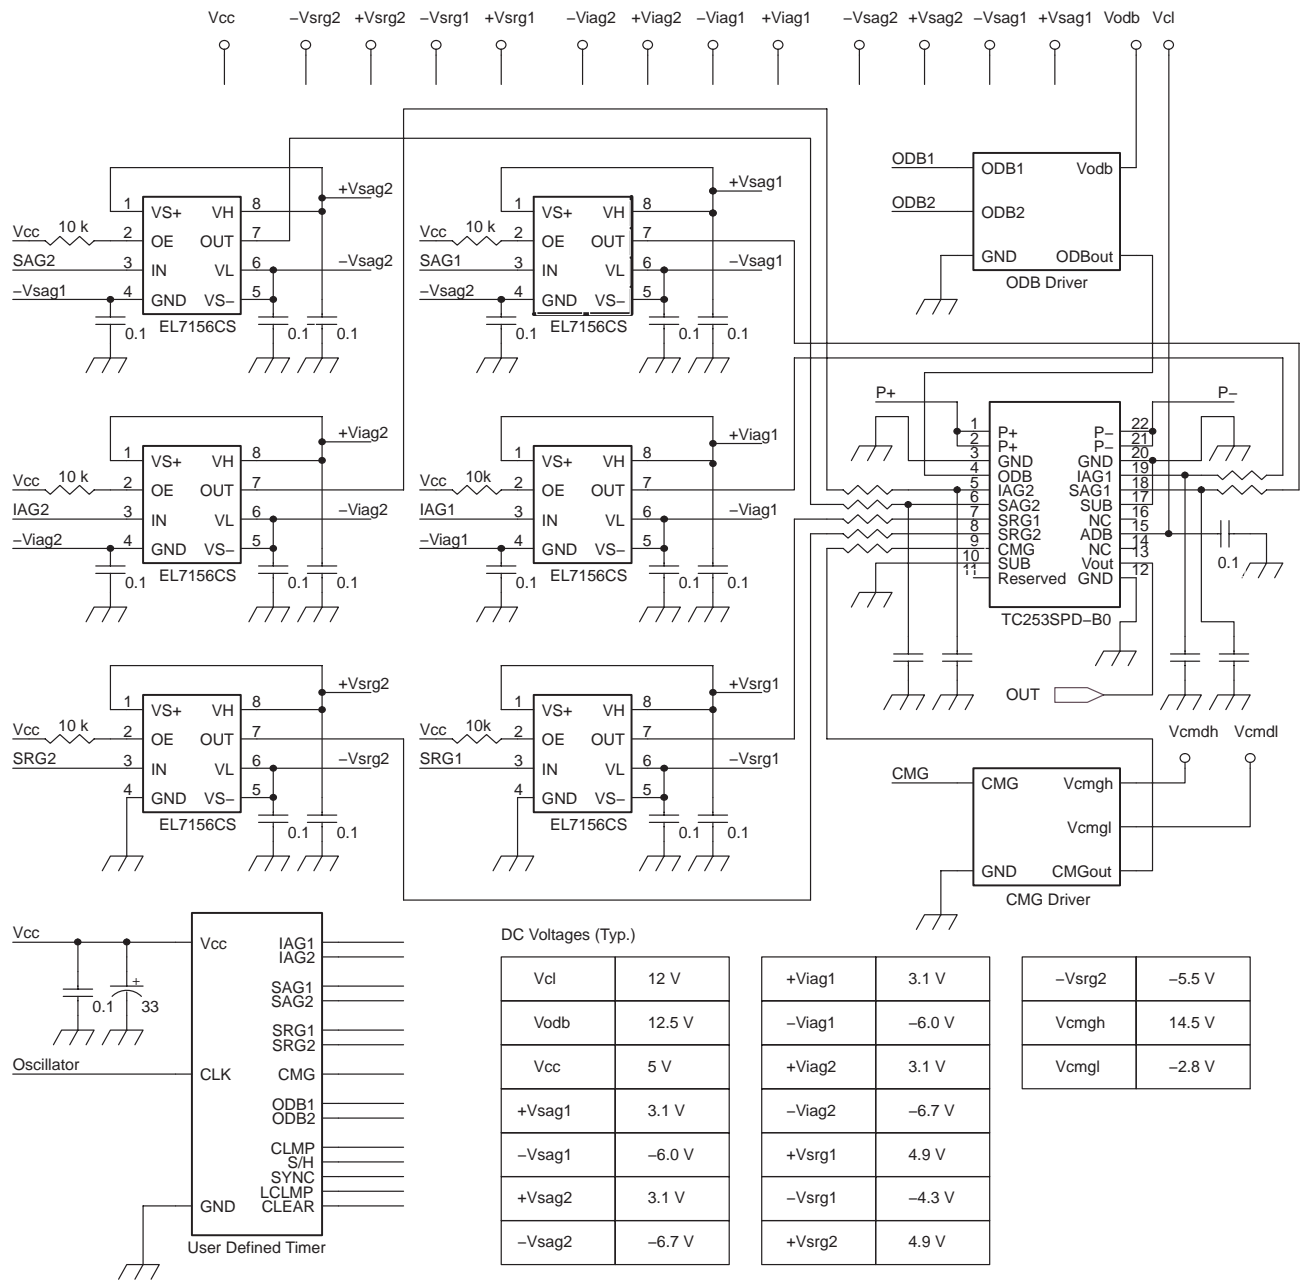 Vcc −Vsrg2 +Vsrg2 −Vsrg1 +Vsrg1 −Viag2 +Viag2 −Viag1 +Viag1 −Vsag2 +Vsag2 −Vsag1 +Vsag1 Vodb Vcl
+Vsag2
1 VS+ VH 8
Vcc 10 k 2 OE OUT 7
SAG2 3 IN VL 6 −Vsag2
−Vsag1 4 GND VS− 5
0.1 EL7156CS 0.1 0.1
+Vsag1
1 VS+ VH 8
Vcc 10 k 2 OE OUT 7
SAG1 3 IN VL 6 −Vsag1
−Vsag2 4 GND VS− 5
0.1 EL7156CS 0.1 0.1
ODB1 ODB1 Vodb
ODB2 ODB2
GND ODBout
ODB Driver
+Viag2
1 VS+ VH 8
Vcc 10 k 2 OE OUT 7
IAG2 3 IN VL 6 −Viag2
−Viag2 4 GND VS− 5
0.1 EL7156CS 0.1 0.1
+Viag1
1 VS+ VH 8
Vcc 10k 2 OE OUT 7
IAG1 3 IN VL 6 −Viag1
−Viag1 4 GND VS− 5
0.1 EL7156CS 0.1 0.1
P+ P−
1 P+ P− 22
2 P+ P− 21
3 GND GND 20
4 ODB IAG1 19
5 IAG2 SAG1 18
6 SAG2 SUB 17
7 SRG1 NC 16
8 SRG2 ADB 15
9 CMG NC 14
10 SUB Vout 13
11 Reserved GND 12
0.1
TC253SPD−B0
OUT
+Vsrg2
1 VS+ VH 8
Vcc 10 k 2 OE OUT 7
SRG2 3 IN VL 6 −Vsrg2
4 GND VS− 5
EL7156CS 0.1 0.1
+Vsrg1
1 VS+ VH 8
Vcc 10k 2 OE OUT 7
SRG1 3 IN VL 6 −Vsrg1
4 GND VS− 5
EL7156CS 0.1 0.1
Vcmdh Vcmdl
CMG CMG Vcmgh
Vcmgl
GND CMGout
CMG Driver
Vcc Vcc IAG1
IAG2
SAG1
SAG2
0.1 + 33
SRG1
SRG2
Oscillator CLK CMG
ODB1
ODB2
CLMP
S/H
SYNC
LCLMP
GND CLEAR
User Defined Timer
DC Voltages (Typ.)
Vcl 12 V
Vodb 12.5 V
Vcc 5 V
+Vsag1 3.1 V
−Vsag1 −6.0 V
+Vsag2 3.1 V
−Vsag2 −6.7 V
+Viag1 3.1 V
−Viag1 −6.0 V
+Viag2 3.1 V
−Viag2 −6.7 V
+Vsrg1 4.9 V
−Vsrg1 −4.3 V
+Vsrg2 4.9 V
−Vsrg2 −5.5 V
Vcmgh 14.5 V
Vcmgl −2.8 V